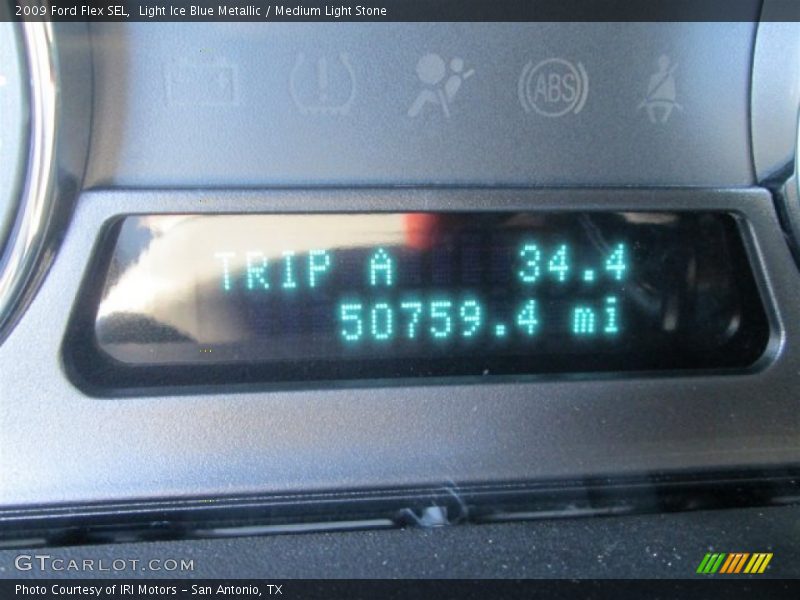 2009 Ford Flex SEL,  Light Ice Blue Metallic / Medium Light Stone
ABS
TRIP A 34.4
50759.4 mi
GTCARLOT.COM
Photo Courtesy of IRI Motors – San Antonio, TX